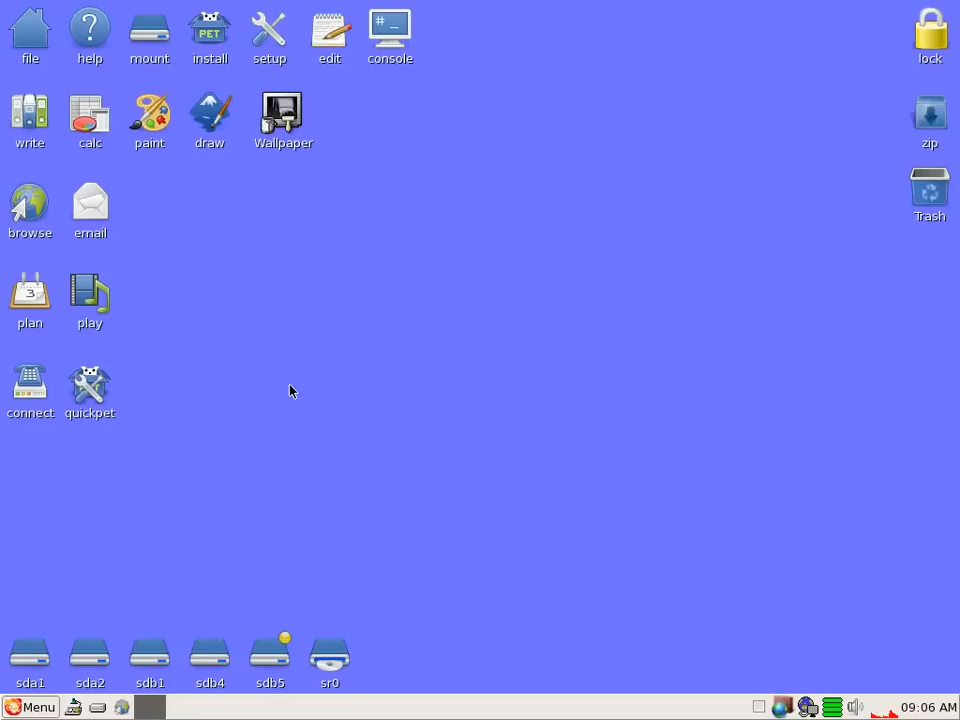 file help mount install setup edit console lock
PET
#_
write calc paint draw Wallpaper zip
browse email Trash
3
plan play
connect quickpet
sda1 sda2 sdb1 sdb4 sdb5 sr0
Menu 09:06 AM